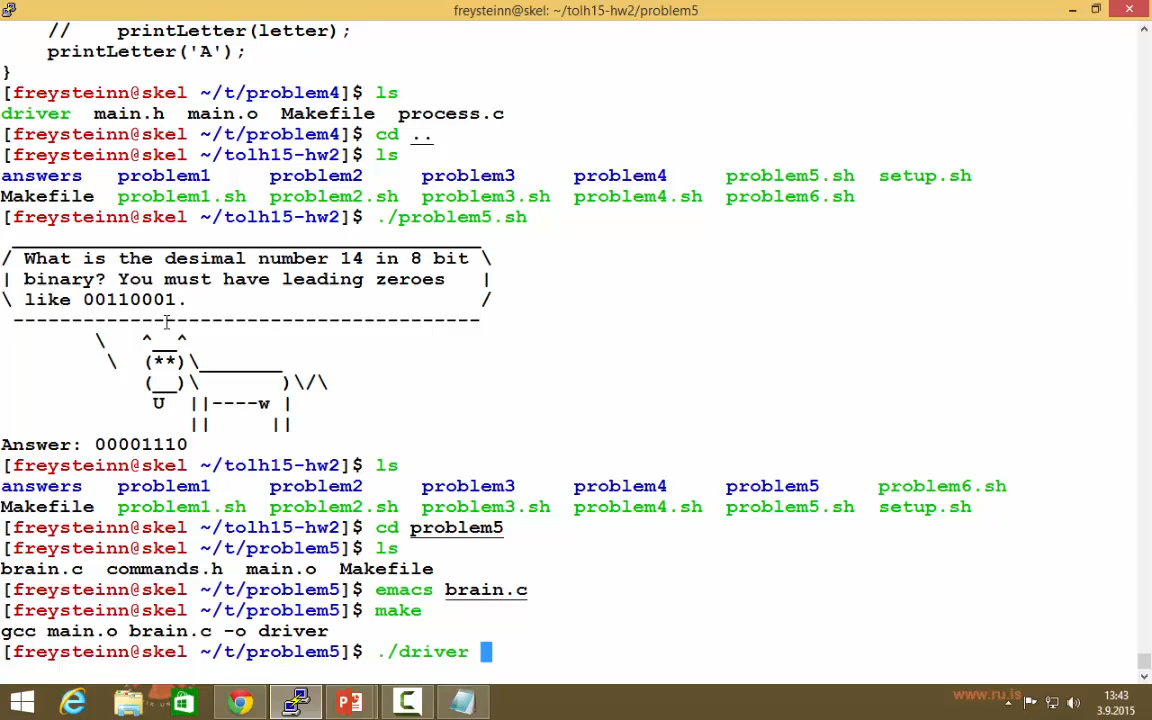 freysteinn@skel: ~/tolh15-hw2/problem5
//    printLetter(letter);
printLetter('A');
}
[freysteinn@skel ~/t/problem4]$ ls
driver  main.h  main.o  Makefile  process.c
[freysteinn@skel ~/t/problem4]$ cd ..
[freysteinn@skel ~/tolh15-hw2]$ ls
answers   problem1     problem2     problem3     problem4     problem5.sh  setup.sh
Makefile  problem1.sh  problem2.sh  problem3.sh  problem4.sh  problem6.sh
[freysteinn@skel ~/tolh15-hw2]$ ./problem5.sh
 ________________________________________
/ What is the desimal number 14 in 8 bit \
| binary? You must have leading zeroes   |
\ like 00110001.                         /
 ----------------------------------------
        \   ^__^
         \  (**)\_______
            (__)\       )\/\
             U  ||----w |
                ||     ||
Answer: 00001110
[freysteinn@skel ~/tolh15-hw2]$ ls
answers   problem1     problem2     problem3     problem4     problem5     problem6.sh
Makefile  problem1.sh  problem2.sh  problem3.sh  problem4.sh  problem5.sh  setup.sh
[freysteinn@skel ~/tolh15-hw2]$ cd problem5
[freysteinn@skel ~/t/problem5]$ ls
brain.c  commands.h  main.o  Makefile
[freysteinn@skel ~/t/problem5]$ emacs brain.c
[freysteinn@skel ~/t/problem5]$ make
gcc main.o brain.c -o driver
[freysteinn@skel ~/t/problem5]$ ./driver
www.ru.is
13:43
3.9.2015